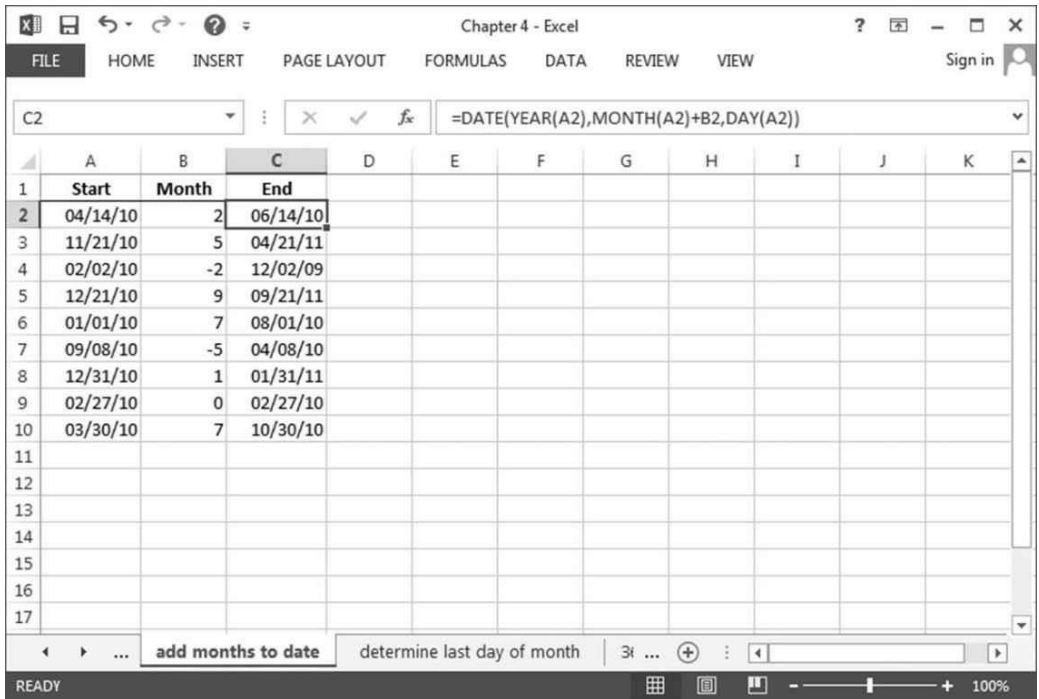 Chapter 4 - Excel
FILE HOME INSERT PAGE LAYOUT FORMULAS DATA REVIEW VIEW Sign in
C2 fx =DATE(YEAR(A2),MONTH(A2)+B2,DAY(A2))
A B C D E F G H I J K
1 Start Month End
2 04/14/10 2 06/14/10
3 11/21/10 5 04/21/11
4 02/02/10 -2 12/02/09
5 12/21/10 9 09/21/11
6 01/01/10 7 08/01/10
7 09/08/10 -5 04/08/10
8 12/31/10 1 01/31/11
9 02/27/10 0 02/27/10
10 03/30/10 7 10/30/10
11
12
13
14
15
16
17
... add months to date determine last day of month ...
READY 100%